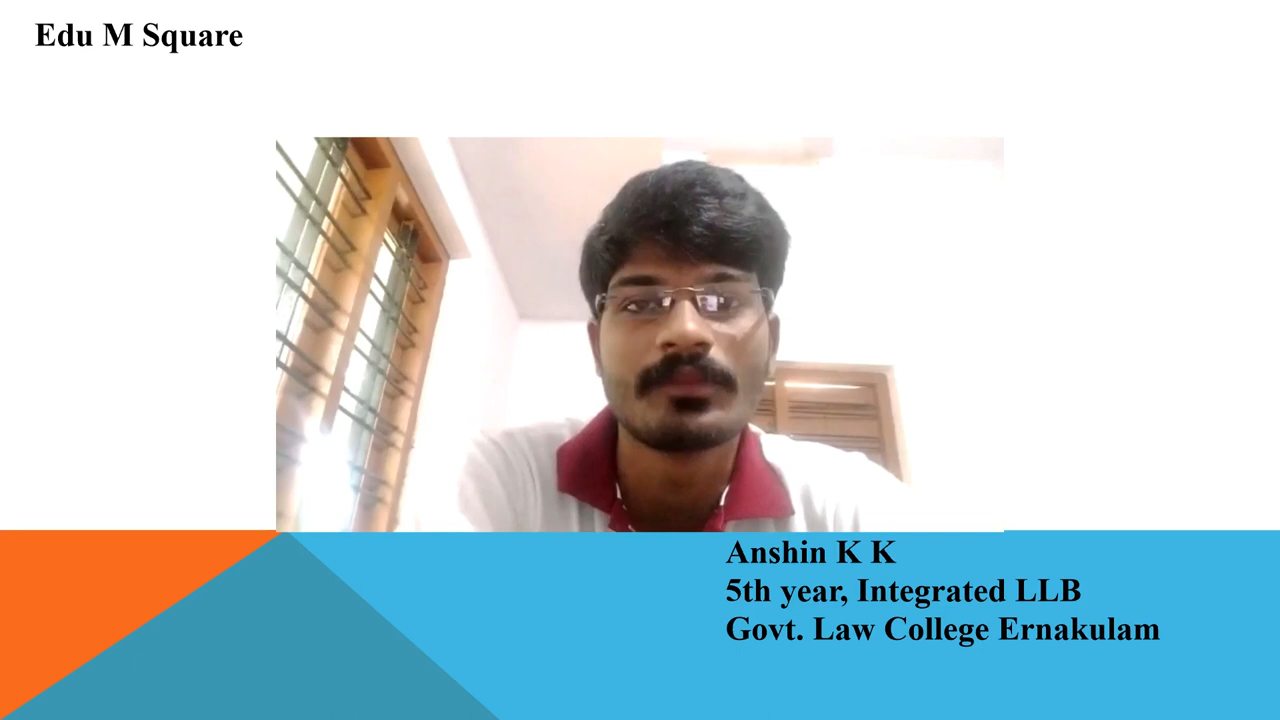 Edu M Square
Anshin K K
5th year, Integrated LLB
Govt. Law College Ernakulam